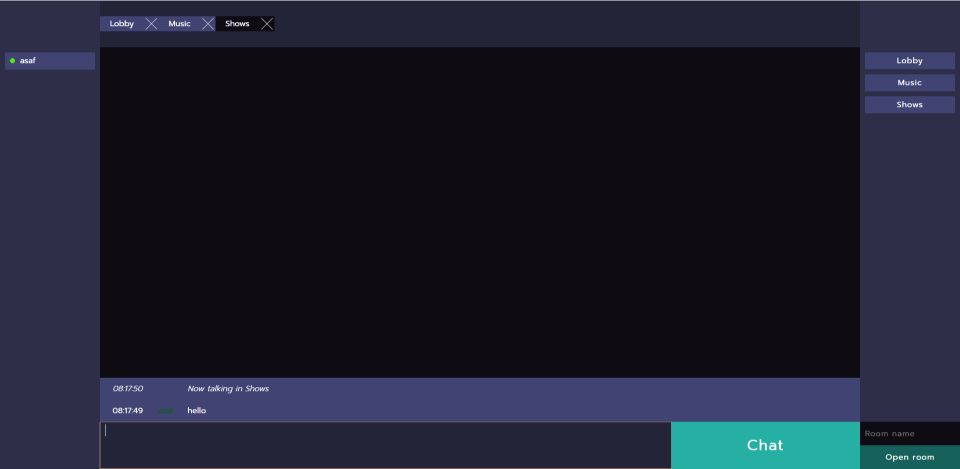 Lobby Music Shows
asaf
Lobby
Music
Shows
08:17:50 Now talking in Shows
08:17:49 hello
Chat
Room name
Open room